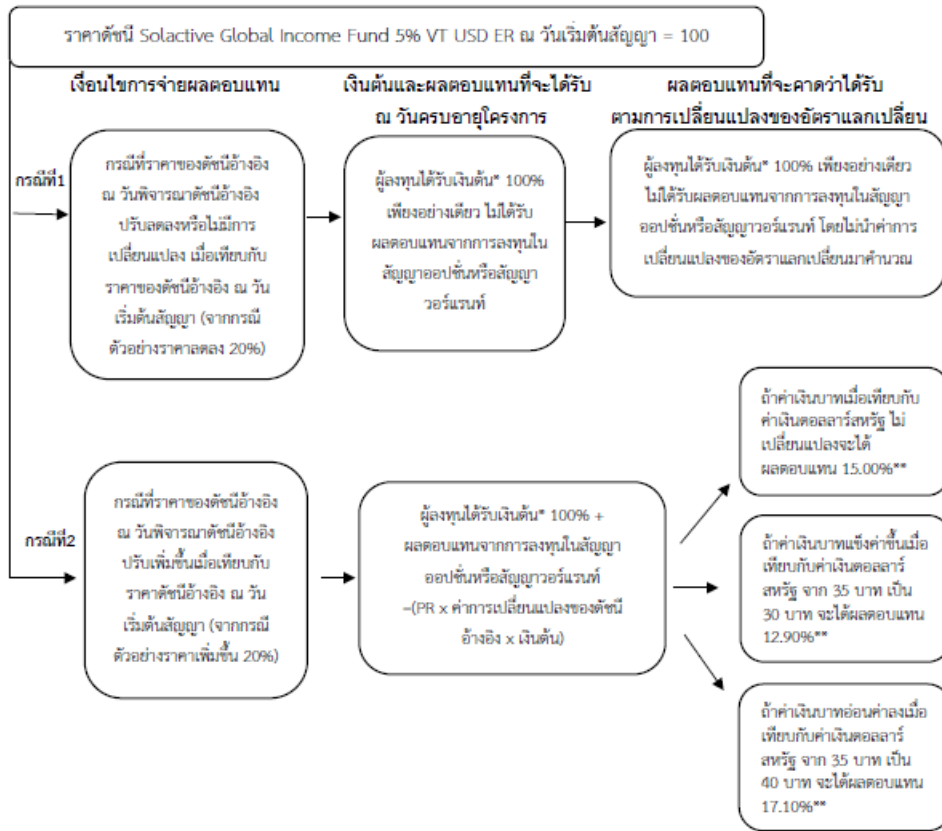 ราคาดัชนี Solactive Global Income Fund 5% VT USD ER ณ วันเริ่มต้นสัญญา = 100
เงื่อนไขการจ่ายผลตอบแทน
เงินต้นและผลตอบแทนที่จะได้รับ
ณ วันครบอายุโครงการ
ผลตอบแทนที่จะคาดว่าได้รับ
ตามการเปลี่ยนแปลงของอัตราแลกเปลี่ยน
กรณีที่1
กรณีที่ราคาของดัชนีอ้างอิง
ณ วันพิจารณาดัชนีอ้างอิง
ปรับลดลงหรือไม่มีการ
เปลี่ยนแปลง เมื่อเทียบกับ
ราคาของดัชนีอ้างอิง ณ วัน
เริ่มต้นสัญญา (จากกรณี
ตัวอย่างราคาลดลง 20%)
ผู้ลงทุนได้รับเงินต้น* 100%
เพียงอย่างเดียว ไม่ได้รับ
ผลตอบแทนจากการลงทุนใน
สัญญาออปชั่นหรือสัญญา
วอร์แรนท์
ผู้ลงทุนได้รับเงินต้น* 100% เพียงอย่างเดียว
ไม่ได้รับผลตอบแทนจากการลงทุนในสัญญา
ออปชั่นหรือสัญญาวอร์แรนท์ โดยไม่นำค่าการ
เปลี่ยนแปลงของอัตราแลกเปลี่ยนมาคำนวณ
กรณีที่2
กรณีที่ราคาของดัชนีอ้างอิง
ณ วันพิจารณาดัชนีอ้างอิง
ปรับเพิ่มขึ้นเมื่อเทียบกับ
ราคาดัชนีอ้างอิง ณ วัน
เริ่มต้นสัญญา (จากกรณี
ตัวอย่างราคาเพิ่มขึ้น 20%)
ผู้ลงทุนได้รับเงินต้น* 100% +
ผลตอบแทนจากการลงทุนในสัญญา
ออปชั่นหรือสัญญาวอร์แรนท์
–(PR x ค่าการเปลี่ยนแปลงของดัชนี
อ้างอิง x เงินต้น)
ถ้าค่าเงินบาทเมื่อเทียบกับ
ค่าเงินดอลลาร์สหรัฐ ไม่
เปลี่ยนแปลงจะได้
ผลตอบแทน 15.00%**
ถ้าค่าเงินบาทแข็งค่าขึ้นเมื่อ
เทียบกับค่าเงินดอลลาร์
สหรัฐ จาก 35 บาท เป็น
30 บาท จะได้ผลตอบแทน
12.90%**
ถ้าค่าเงินบาทอ่อนค่าลงเมื่อ
เทียบกับค่าเงินดอลลาร์
สหรัฐ จาก 35 บาท เป็น
40 บาท จะได้ผลตอบแทน
17.10%**